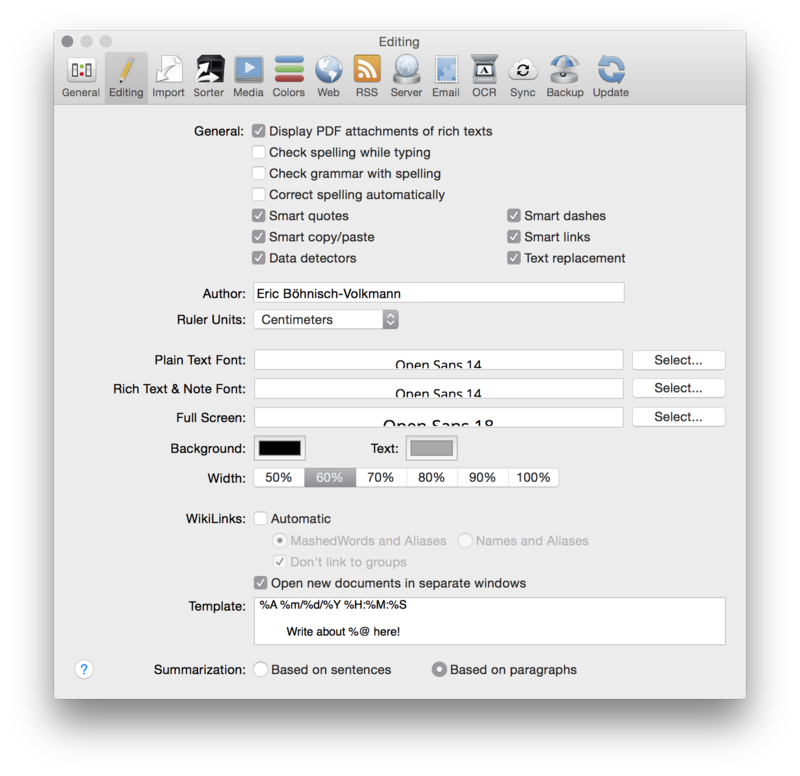 Editing
General Editing Import Sorter Media Colors Web RSS Server Email OCR Sync Backup Update
General: Display PDF attachments of rich texts
Check spelling while typing
Check grammar with spelling
Correct spelling automatically
Smart quotes Smart dashes
Smart copy/paste Smart links
Data detectors Text replacement
Author: Eric Böhnisch-Volkmann
Ruler Units: Centimeters
Plain Text Font: Open Sans 14 Select...
Rich Text & Note Font: Open Sans 14 Select...
Full Screen: Open Sans 18 Select...
Background: Text:
Width: 50% 60% 70% 80% 90% 100%
WikiLinks: Automatic
MashedWords and Aliases Names and Aliases
Don't link to groups
Open new documents in separate windows
Template: %A %m/%d/%Y %H:%M:%S
Write about %@ here!
? Summarization: Based on sentences Based on paragraphs